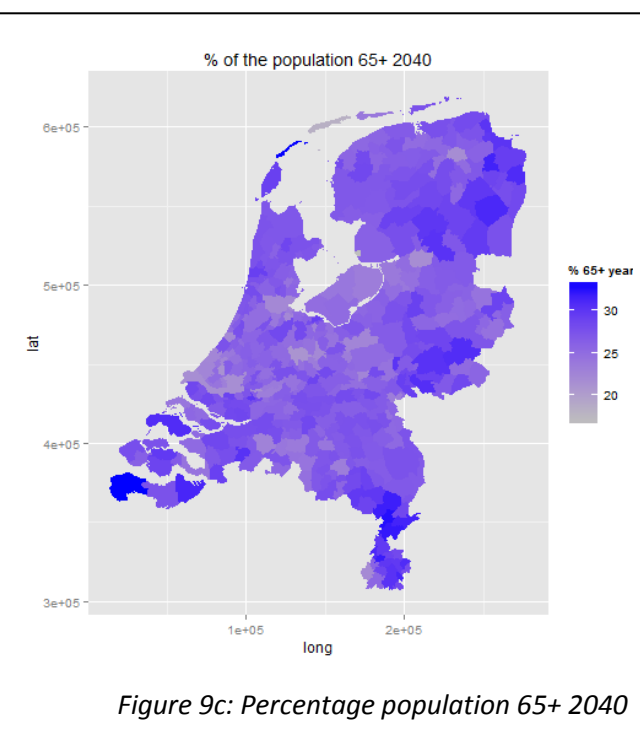 % of the population 65+ 2040
6e+05
5e+05
4e+05
3e+05
lat
1e+05
2e+05
long
% 65+ year
30
25
20
Figure 9c: Percentage population 65+ 2040